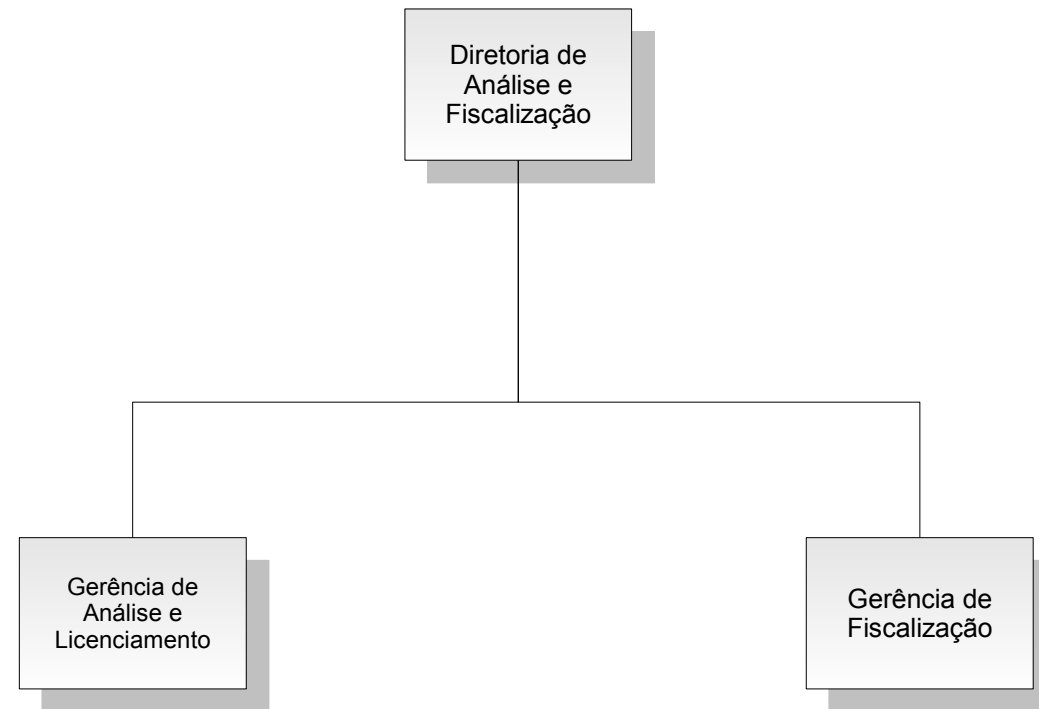 Diretoria de
Análise e
Fiscalização
Gerência de
Análise e
Licenciamento
Gerência de
Fiscalização